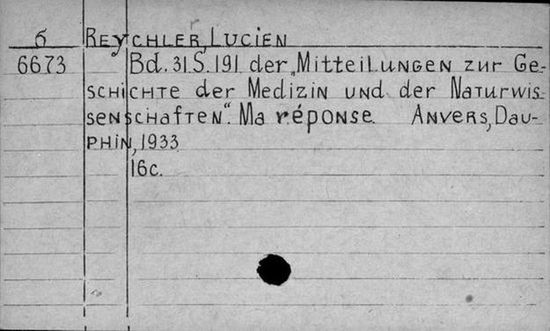 6 REYCHLER, LUCIEN
6673 Bd. 31.S. 191 der „Mitteilungen zur Ge-
schichte der Medizin und der Naturwis-
senschaften". Ma réponse. Anvers, Dau-
phin, 1933
16c.